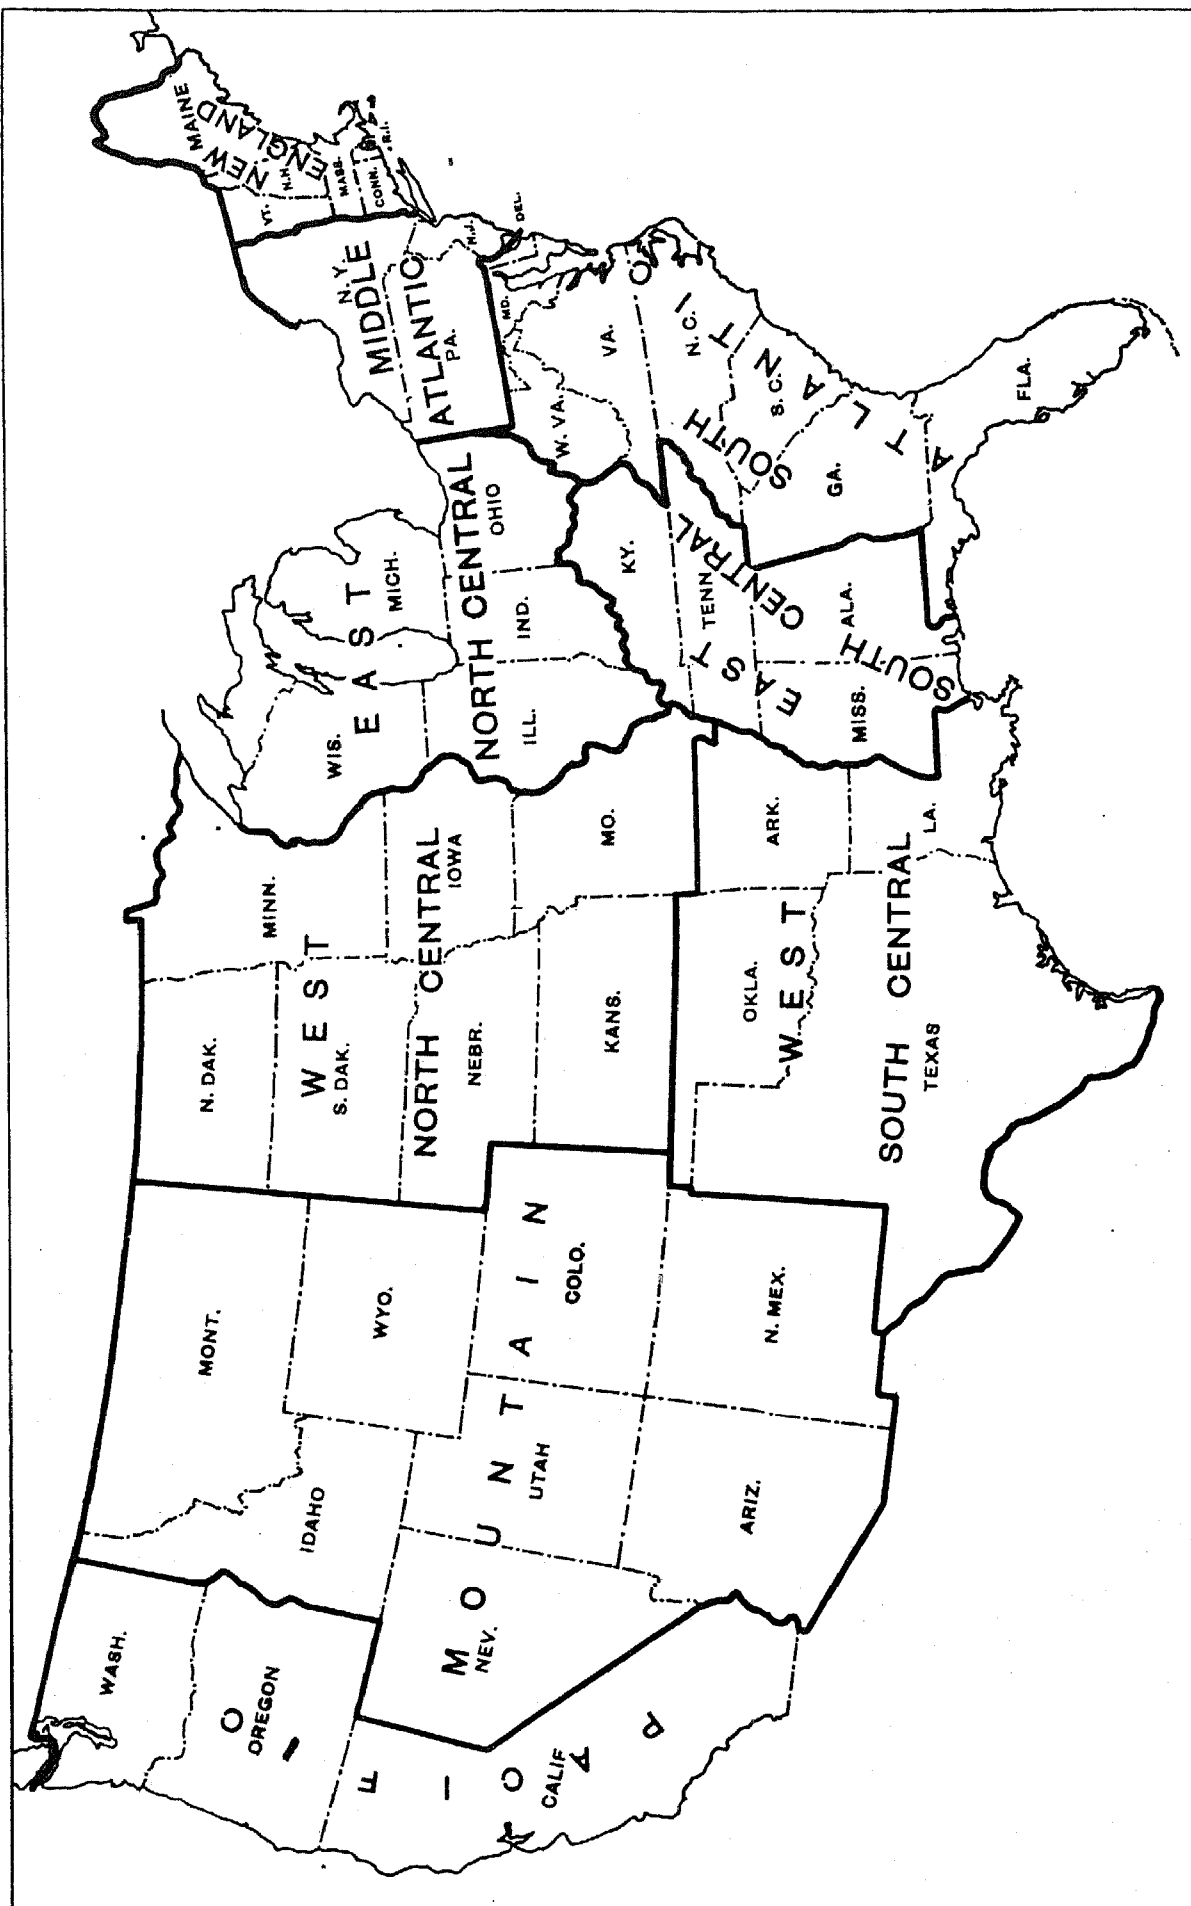 WASH.
OREGON
CALIF
PACIFIC
MONT.
IDAHO
WYO.
NEV.
UTAH
COLO.
ARIZ.
N. MEX.
MOUNTAIN
N. DAK.
S. DAK.
NEBR.
KANS.
MINN.
IOWA
MO.
WEST
NORTH CENTRAL
OKLA.
TEXAS
ARK.
LA.
WEST
SOUTH CENTRAL
WIS.
MICH.
ILL.
IND.
OHIO
EAST
NORTH CENTRAL
KY.
TENN
MISS.
ALA.
EAST
SOUTH CENTRAL
N.Y.
PA.
N.J.
MIDDLE
ATLANTIC
MAINE
VT.
N.H.
MASS.
CONN.
R.I.
NEW
ENGLAND
DEL.
MD.
W. VA.
VA.
N.C.
S.C.
GA.
FLA.
SOUTH
ATLANTIC